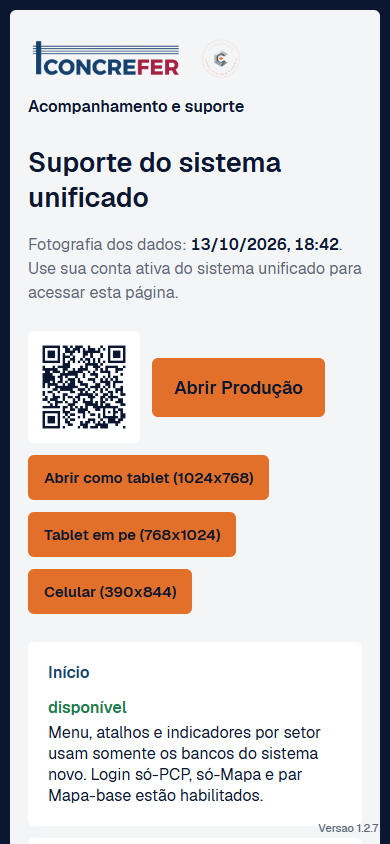 CONCREFER
Acompanhamento e suporte
Suporte do sistema
unificado
Fotografia dos dados: 13/10/2026, 18:42.
Use sua conta ativa do sistema unificado para
acessar esta página.
Abrir Produção
Abrir como tablet (1024x768)
Tablet em pe (768x1024)
Celular (390x844)
Início
disponível
Menu, atalhos e indicadores por setor
usam somente os bancos do sistema
novo. Login só-PCP, só-Mapa e par
Mapa-base estão habilitados.
Versao 1.2.7